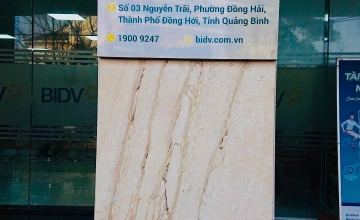 Số 03 Nguyễn Trãi, Phường Đồng Hải,
Thành Phố Đồng Hới, Tỉnh Quảng Bình
1900 9247
bidv.com.vn
BIDV
TÀI